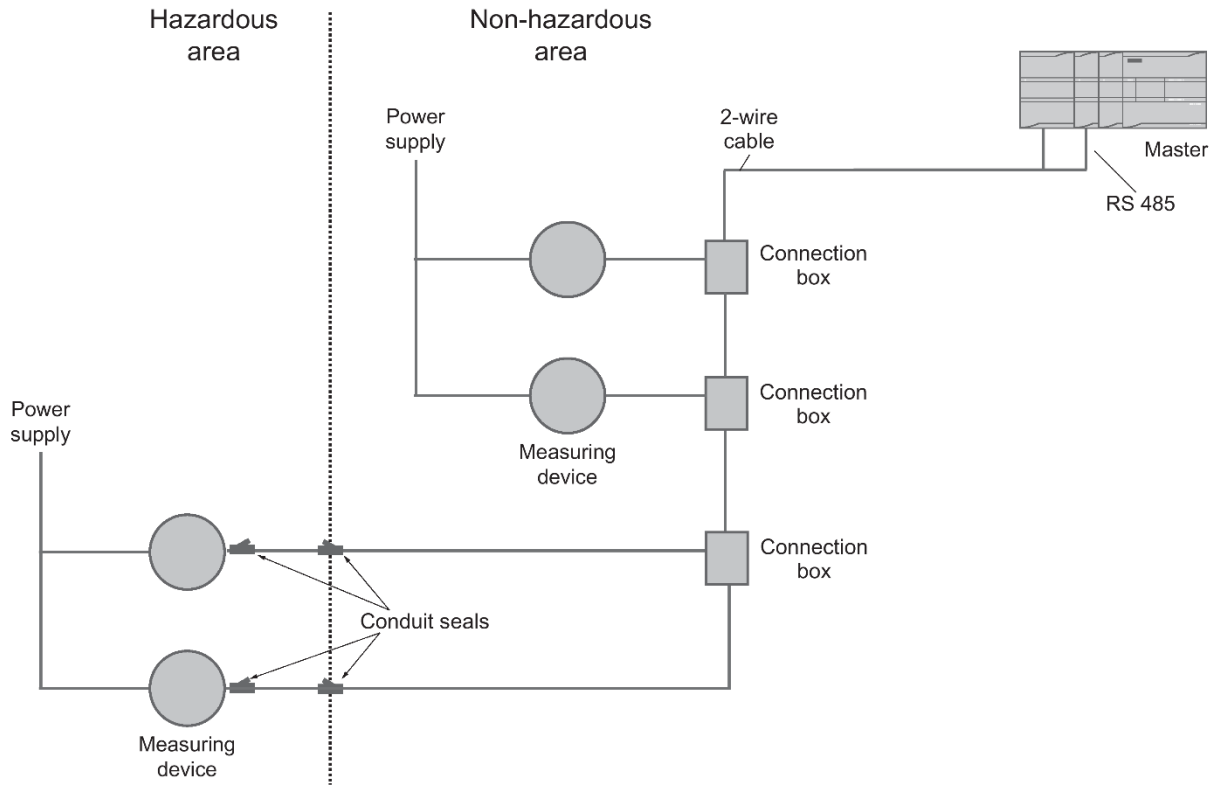 Hazardous
area
Non-hazardous
area
Power
supply
2-wire
cable
Master
RS 485
Connection
box
Connection
box
Measuring
device
Power
supply
Connection
box
Conduit seals
Measuring
device